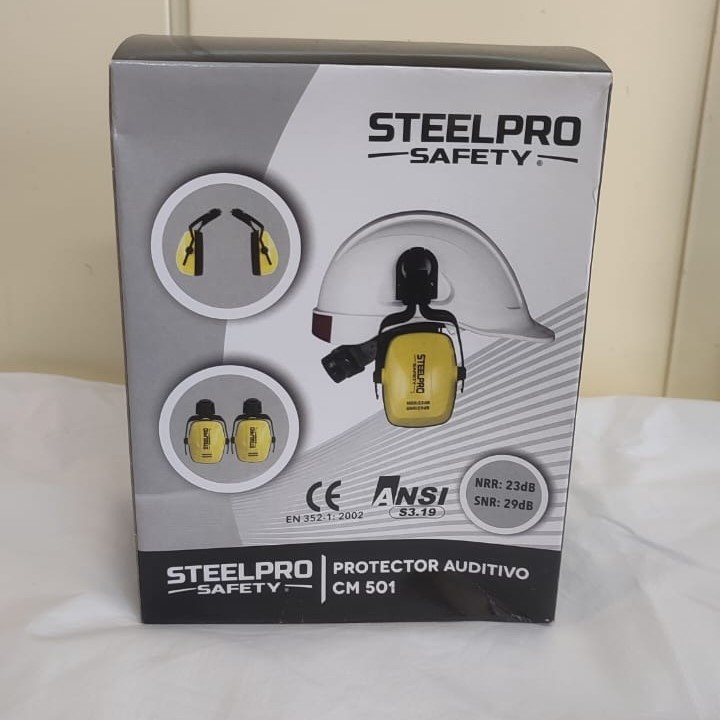 STEELPRO
SAFETY®
STEELPRO
SAFETY
CE
EN 352-1: 2002
ANSI
S3.19
NRR: 23dB
SNR: 29dB
STEELPRO
SAFETY®
PROTECTOR AUDITIVO
CM 501